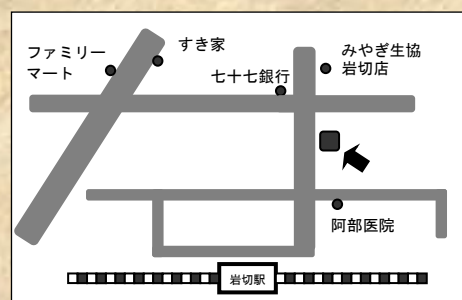 ファミリー
マート
すき家
七十七銀行
みやぎ生協
岩切店
阿部医院
岩切駅